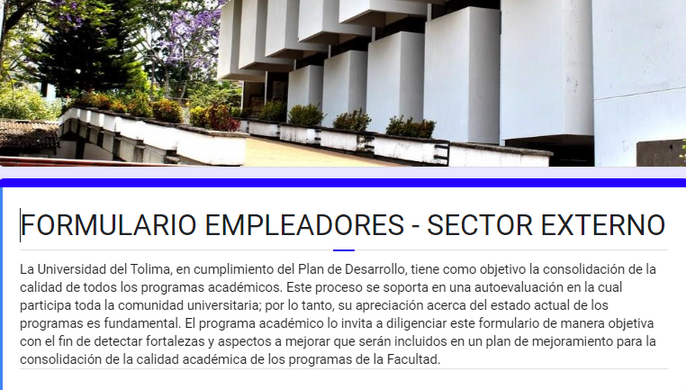 FORMULARIO EMPLEADORES - SECTOR EXTERNO
La Universidad del Tolima, en cumplimiento del Plan de Desarrollo, tiene como objetivo la consolidación de la
calidad de todos los programas académicos. Este proceso se soporta en una autoevaluación en la cual
participa toda la comunidad universitaria; por lo tanto, su apreciación acerca del estado actual de los
programas es fundamental. El programa académico lo invita a diligenciar este formulario de manera objetiva
con el fin de detectar fortalezas y aspectos a mejorar que serán incluidos en un plan de mejoramiento para la
consolidación de la calidad académica de los programas de la Facultad.